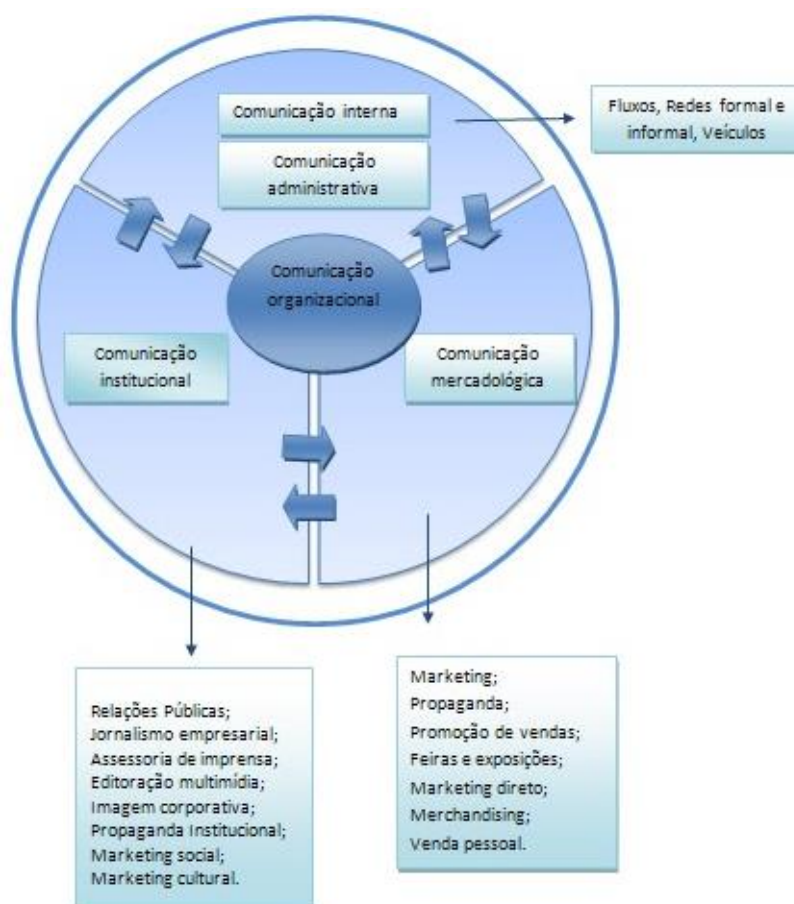 Comunicação interna
Fluxos, Redes formal e
informal, Veículos
Comunicação
administrativa
Comunicação
organizacional
Comunicação
institucional
Comunicação
mercadológica
Relações Públicas;
Jornalismo empresarial;
Assessoria de imprensa;
Editoração multimídia;
Imagem corporativa;
Propaganda Institucional;
Marketing social;
Marketing cultural.
Marketing;
Propaganda;
Promoção de vendas;
Feiras e exposições;
Marketing direto;
Merchandising;
Venda pessoal.